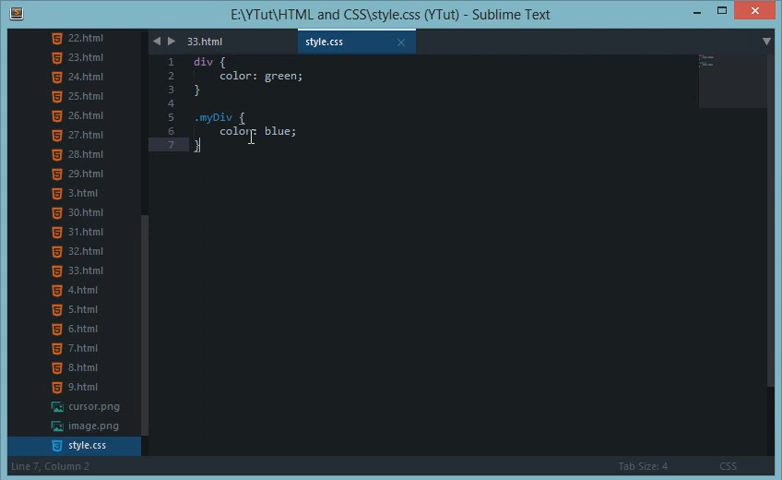 E:\YTut\HTML and CSS\style.css (YTut) - Sublime Text
22.html
23.html
24.html
25.html
26.html
27.html
28.html
29.html
3.html
30.html
31.html
32.html
33.html
4.html
5.html
6.html
7.html
8.html
9.html
cursor.png
image.png
style.css
33.html
style.css
1 div {
2 color: green;
3 }
4
5 .myDiv {
6 color: blue;
7 }
Line 7, Column 2
Tab Size: 4
CSS